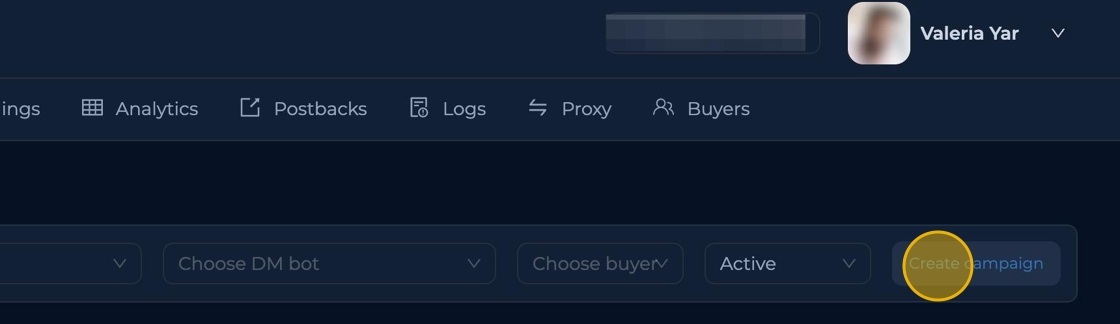 Valeria Yar
ings Analytics Postbacks Logs Proxy Buyers
Choose DM bot Choose buyer Active Create campaign